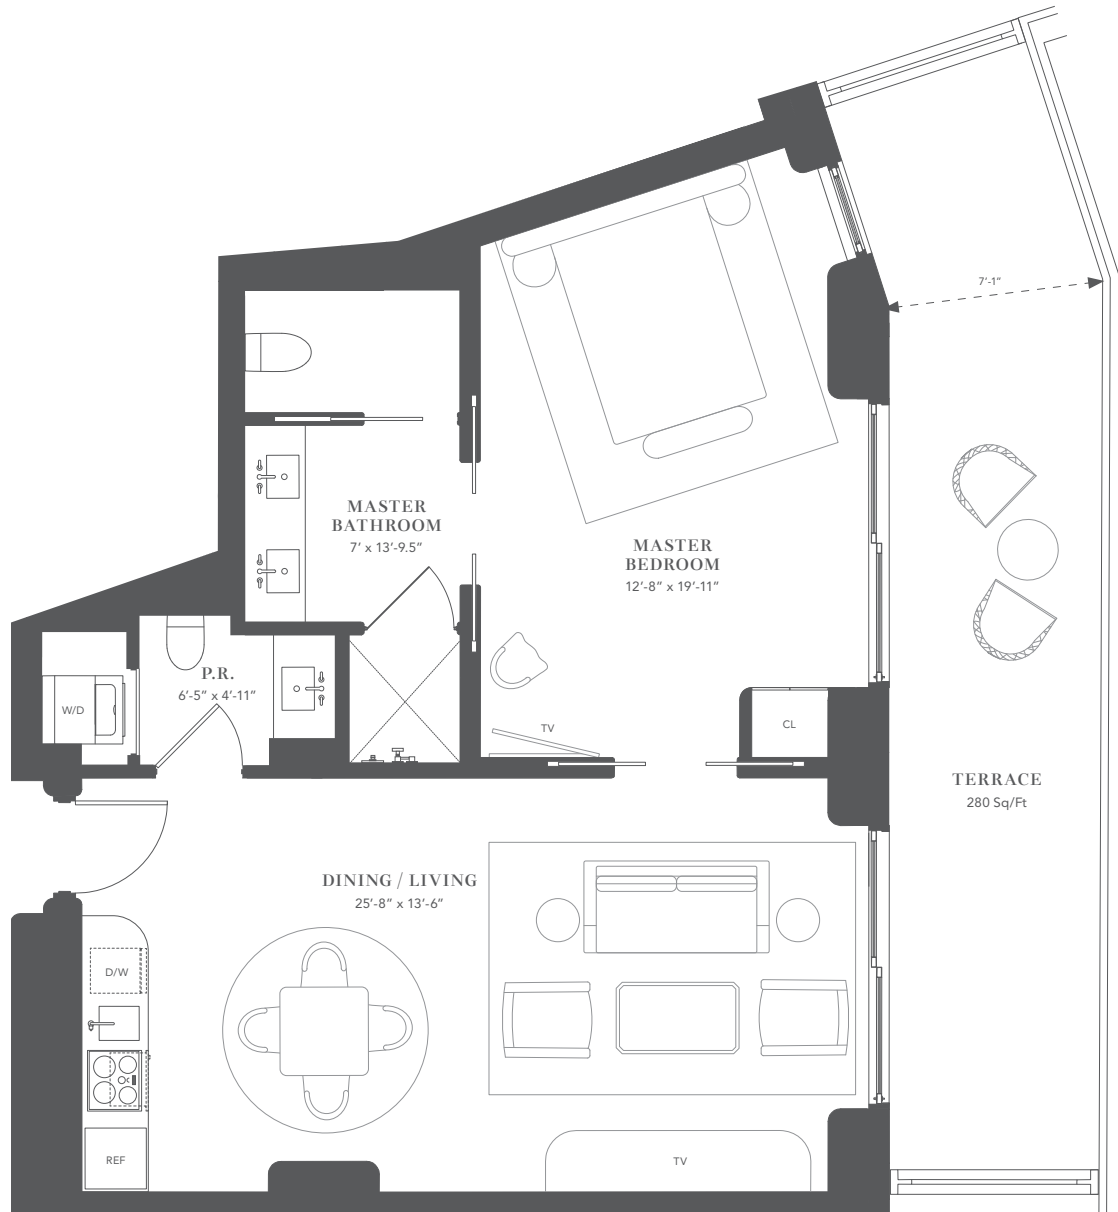 7'-1"
MASTER
BATHROOM
7' x 13'-9.5"
MASTER
BEDROOM
12'-8" x 19'-11"
P.R.
6'-5" x 4'-11"
W/D
TV
CL
TERRACE
280 Sq/Ft
DINING / LIVING
25'-8" x 13'-6"
D/W
REF
TV